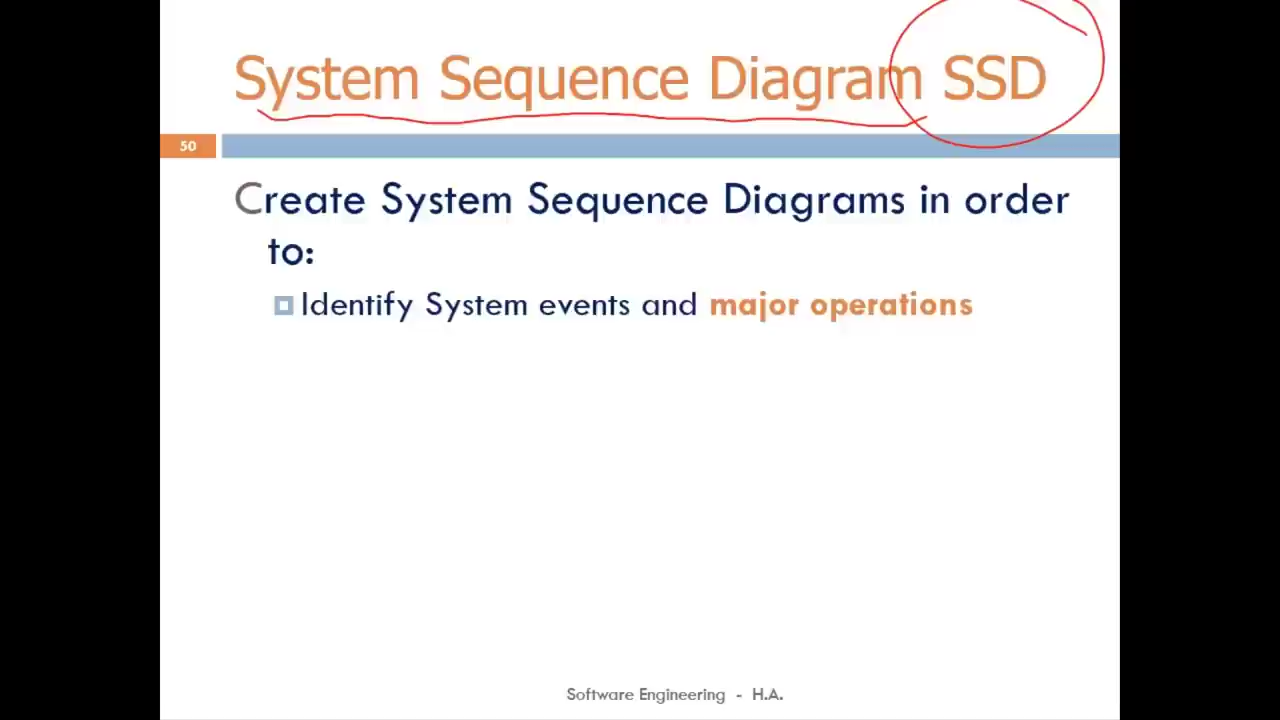 System Sequence Diagram SSD
50
Create System Sequence Diagrams in order
to:
Identify System events and major operations
Software Engineering - H.A.